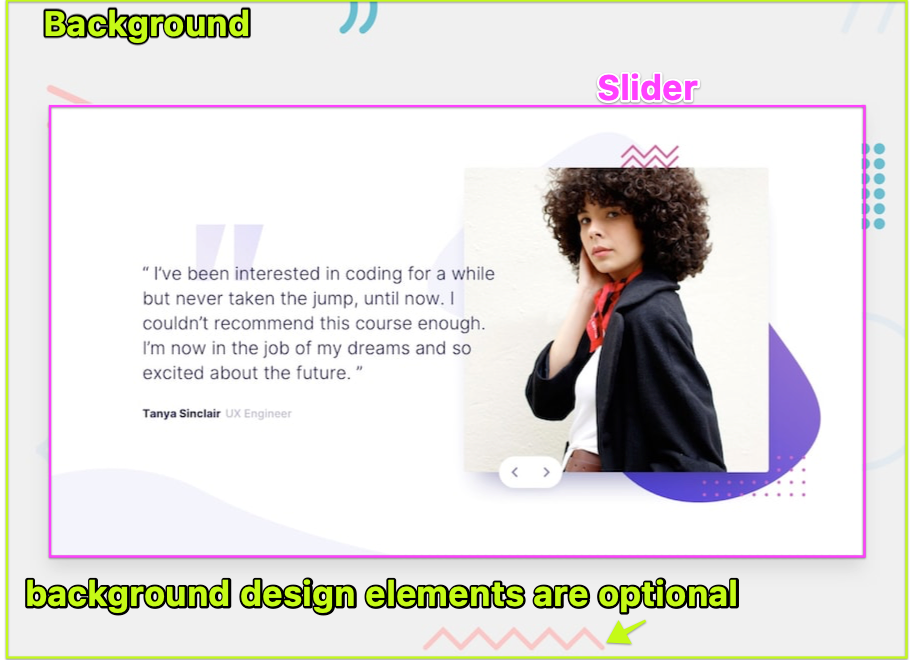 Background
Slider
“ I’ve been interested in coding for a while
but never taken the jump, until now. I
couldn’t recommend this course enough.
I’m now in the job of my dreams and so
excited about the future. ”
Tanya Sinclair UX Engineer
background design elements are optional